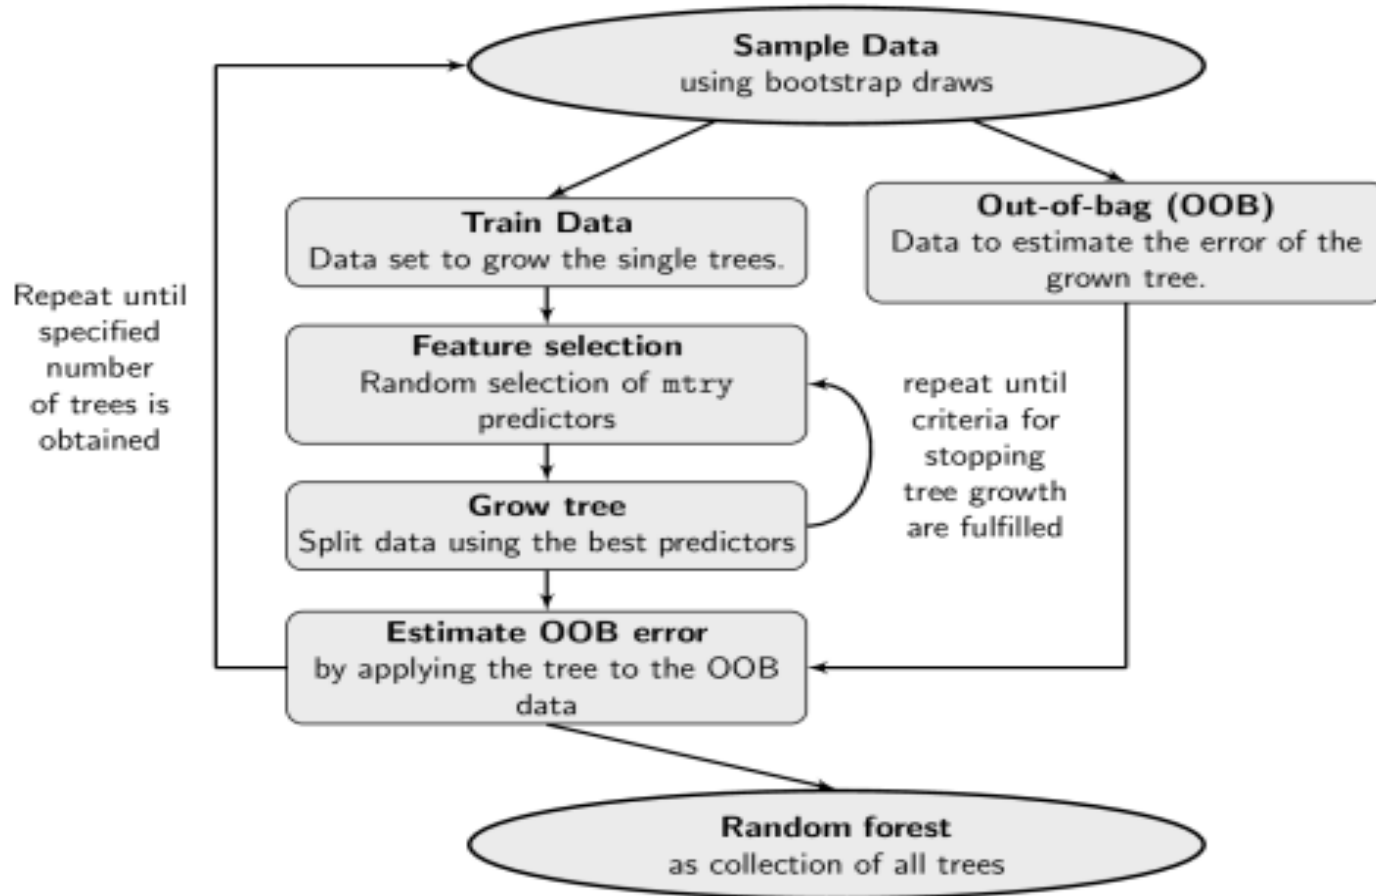 Sample Data
using bootstrap draws
Train Data
Data set to grow the single trees.
Out-of-bag (OOB)
Data to estimate the error of the
grown tree.
Repeat until
specified
number
of trees is
obtained
Feature selection
Random selection of mtry
predictors
repeat until
criteria for
stopping
tree growth
are fulfilled
Grow tree
Split data using the best predictors
Estimate OOB error
by applying the tree to the OOB
data
Random forest
as collection of all trees